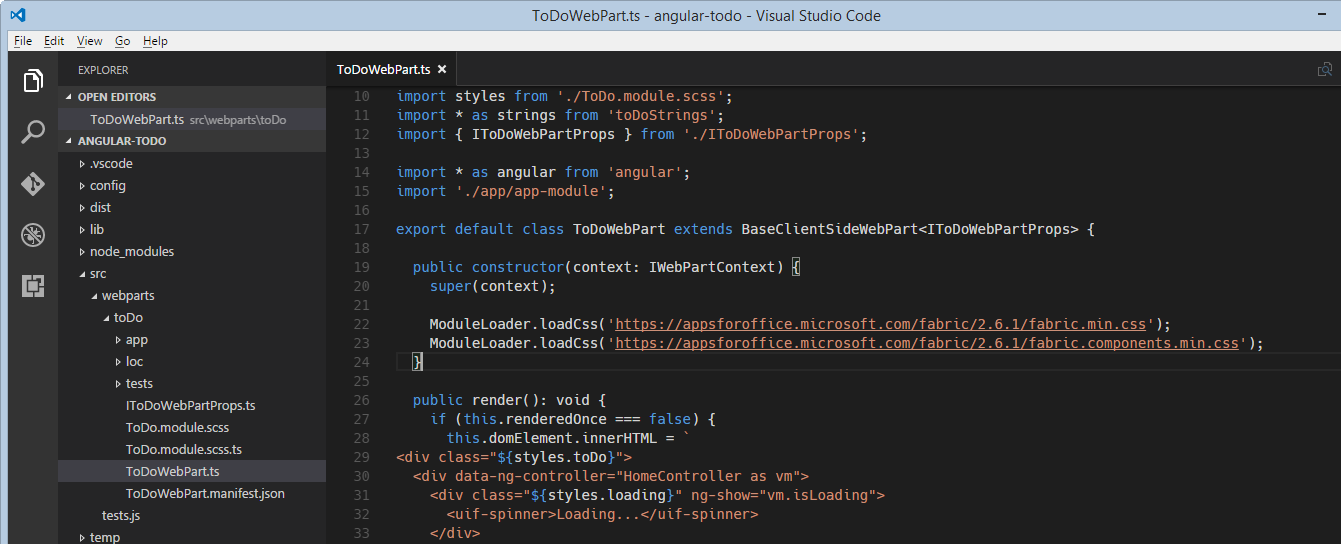 ToDoWebPart.ts - angular-todo - Visual Studio Code
File Edit View Go Help
EXPLORER
OPEN EDITORS
ToDoWebPart.ts src\webparts\toDo
ANGULAR-TODO
.vscode
config
dist
lib
node_modules
src
webparts
toDo
app
loc
tests
IToDoWebPartProps.ts
ToDo.module.scss
ToDo.module.scss.ts
ToDoWebPart.ts
ToDoWebPart.manifest.json
tests.js
temp
ToDoWebPart.ts
10 import styles from './ToDo.module.scss';
11 import * as strings from 'toDoStrings';
12 import { IToDoWebPartProps } from './IToDoWebPartProps';
13
14 import * as angular from 'angular';
15 import './app/app-module';
16
17 export default class ToDoWebPart extends BaseClientSideWebPart<IToDoWebPartProps> {
18
19 public constructor(context: IWebPartContext) {
20 super(context);
21
22 ModuleLoader.loadCss('https://appsforoffice.microsoft.com/fabric/2.6.1/fabric.min.css');
23 ModuleLoader.loadCss('https://appsforoffice.microsoft.com/fabric/2.6.1/fabric.components.min.css');
24 }
25
26 public render(): void {
27 if (this.renderedOnce === false) {
28 this.domElement.innerHTML = `
29 <div class="${styles.toDo}">
30 <div data-ng-controller="HomeController as vm">
31 <div class="${styles.loading}" ng-show="vm.isLoading">
32 <uif-spinner>Loading...</uif-spinner>
33 </div>